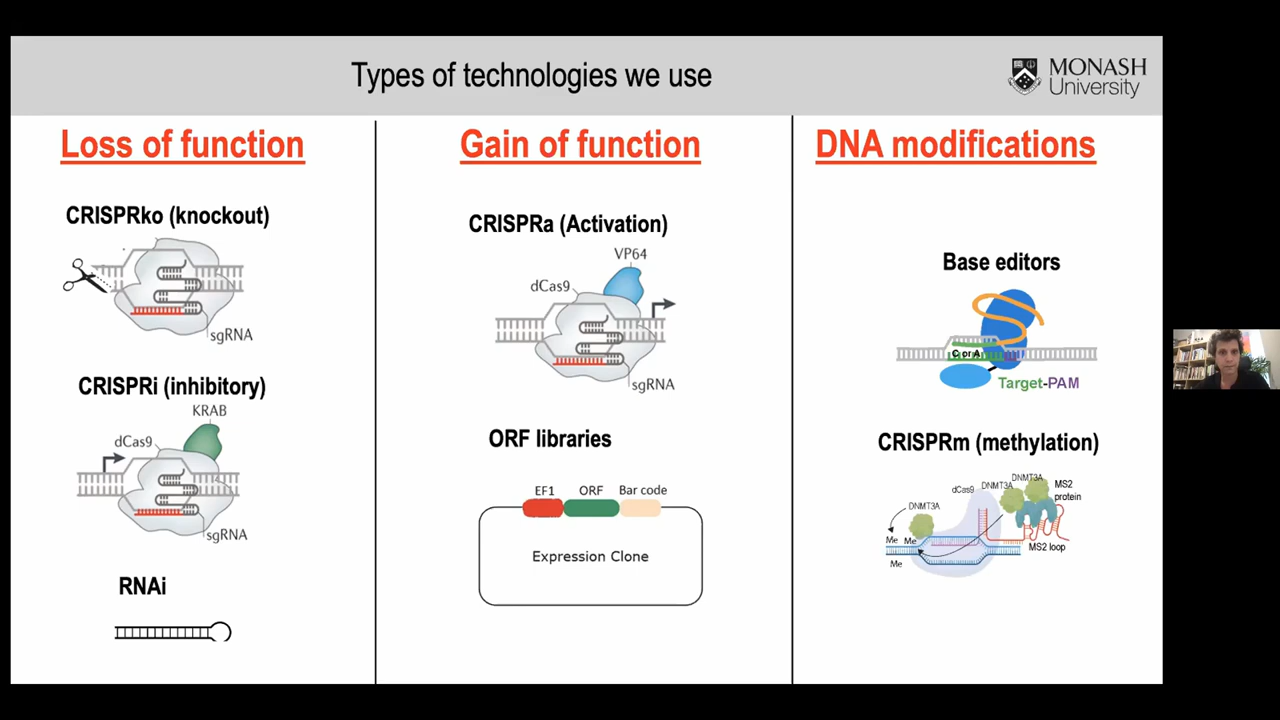 Types of technologies we use
MONASH
University
Loss of function
CRISPRko (knockout)
sgRNA
CRISPRi (inhibitory)
KRAB
dCas9
sgRNA
RNAi
Gain of function
CRISPRa (Activation)
VP64
dCas9
sgRNA
ORF libraries
EF1 ORF Bar code
Expression Clone
DNA modifications
Base editors
C or A
Target-PAM
CRISPRm (methylation)
DNMT3A
DNMT3A
dCas9
MS2
protein
DNMT3A
Me
Me
MS2 loop
Me